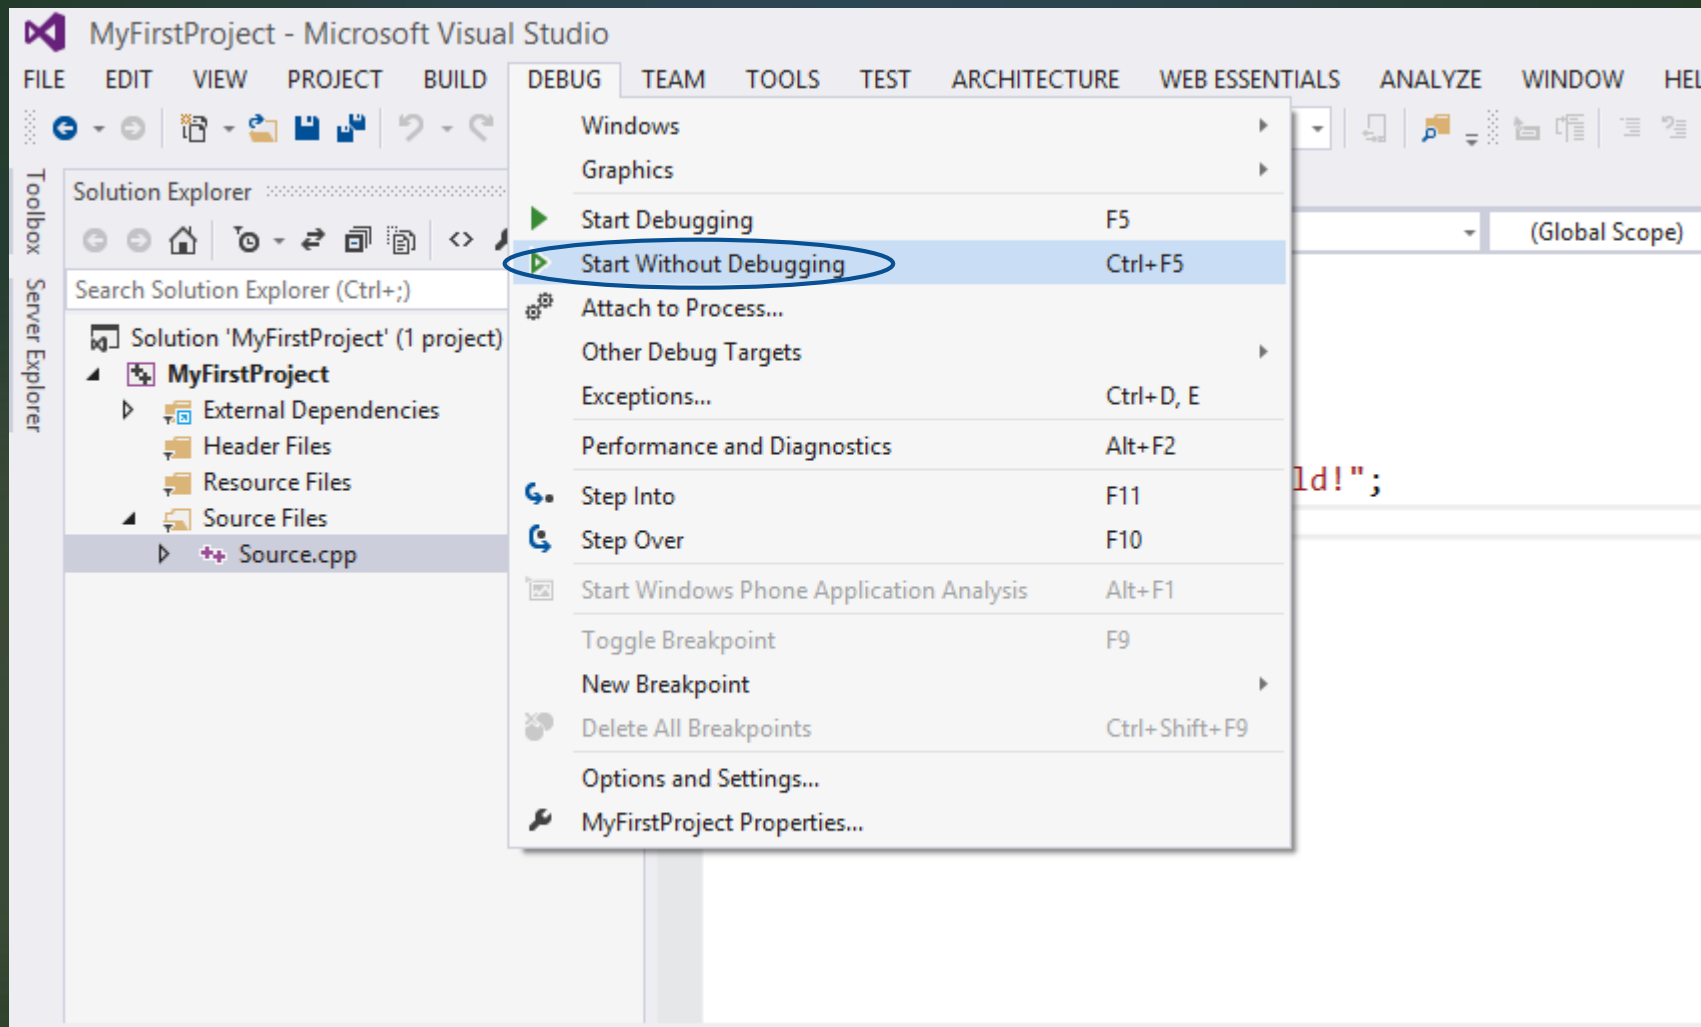 MyFirstProject - Microsoft Visual Studio
FILE EDIT VIEW PROJECT BUILD DEBUG TEAM TOOLS TEST ARCHITECTURE WEB ESSENTIALS ANALYZE WINDOW
Toolbox
Server Explorer
Solution Explorer
Search Solution Explorer (Ctrl+;)
Solution 'MyFirstProject' (1 project)
MyFirstProject
External Dependencies
Header Files
Resource Files
Source Files
Source.cpp
Windows
Graphics
Start Debugging F5
Start Without Debugging Ctrl+F5
Attach to Process...
Other Debug Targets
Exceptions... Ctrl+D, E
Performance and Diagnostics Alt+F2
Step Into F11
Step Over F10
Start Windows Phone Application Analysis Alt+F1
Toggle Breakpoint F9
New Breakpoint
Delete All Breakpoints Ctrl+Shift+F9
Options and Settings...
MyFirstProject Properties...
(Global Scope)
ld!";